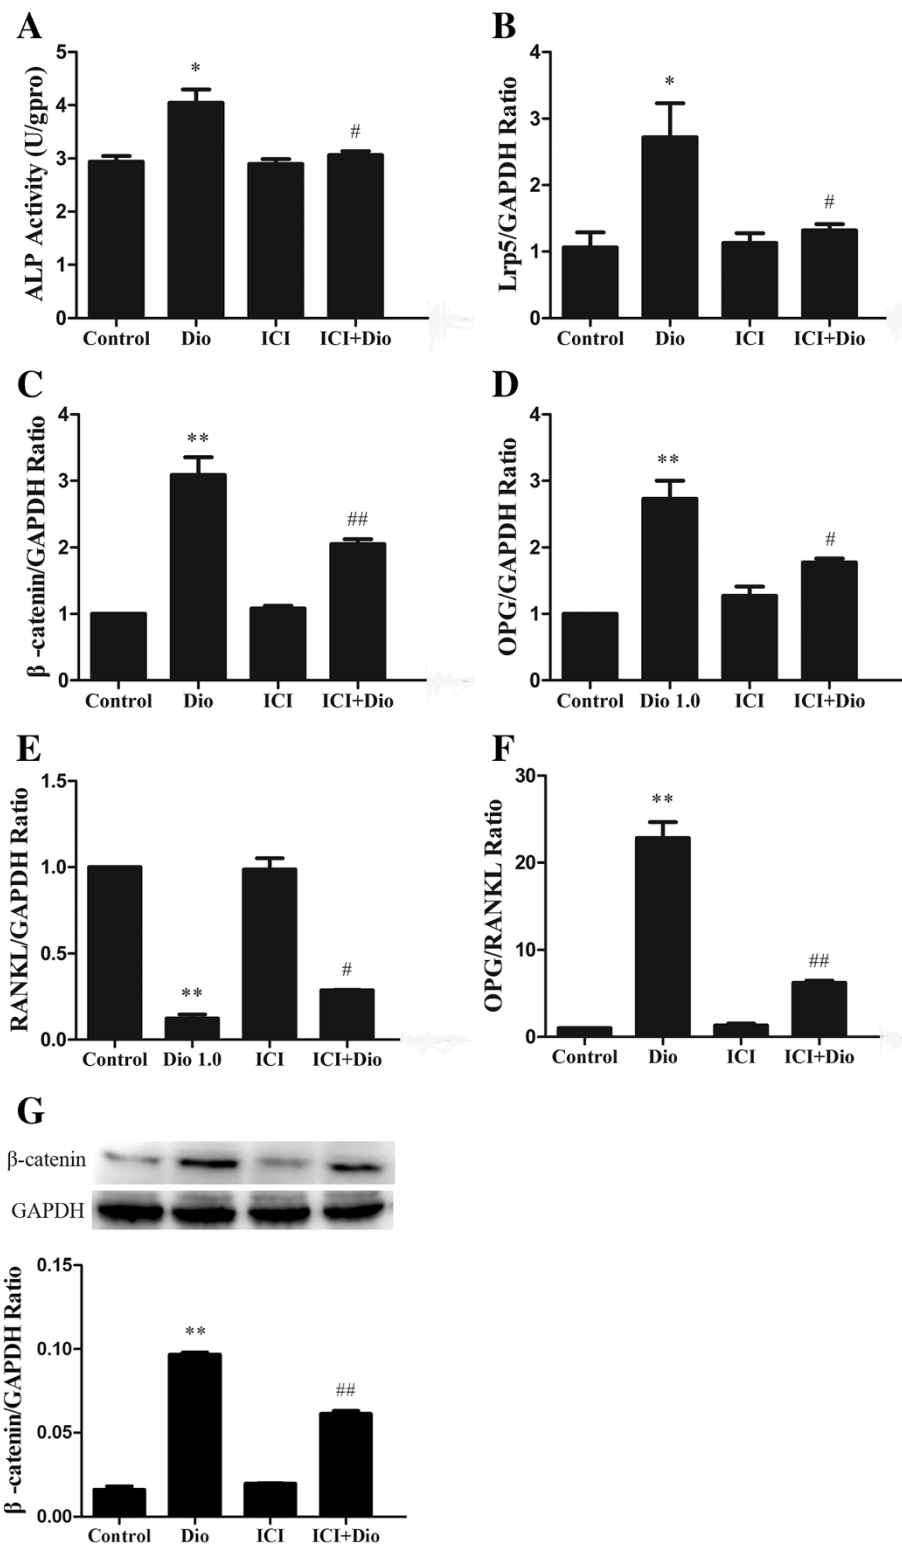 A
ALP Activity (U/gpro)
5
4
3
2
1
0
*
#
Control Dio ICI ICI+Dio
B
Lrp5/GAPDH Ratio
4
3
2
1
0
*
#
Control Dio ICI ICI+Dio
C
β -catenin/GAPDH Ratio
4
3
2
1
0
**
##
Control Dio ICI ICI+Dio
D
OPG/GAPDH Ratio
4
3
2
1
0
**
#
Control Dio 1.0 ICI ICI+Dio
E
RANKL/GAPDH Ratio
1.5
1.0
0.5
0.0
**
#
Control Dio 1.0 ICI ICI+Dio
F
OPG/RANKL Ratio
30
20
10
0
**
##
Control Dio ICI ICI+Dio
G
β-catenin
GAPDH
β -catenin/GAPDH Ratio
0.15
0.10
0.05
0.00
**
##
Control Dio ICI ICI+Dio